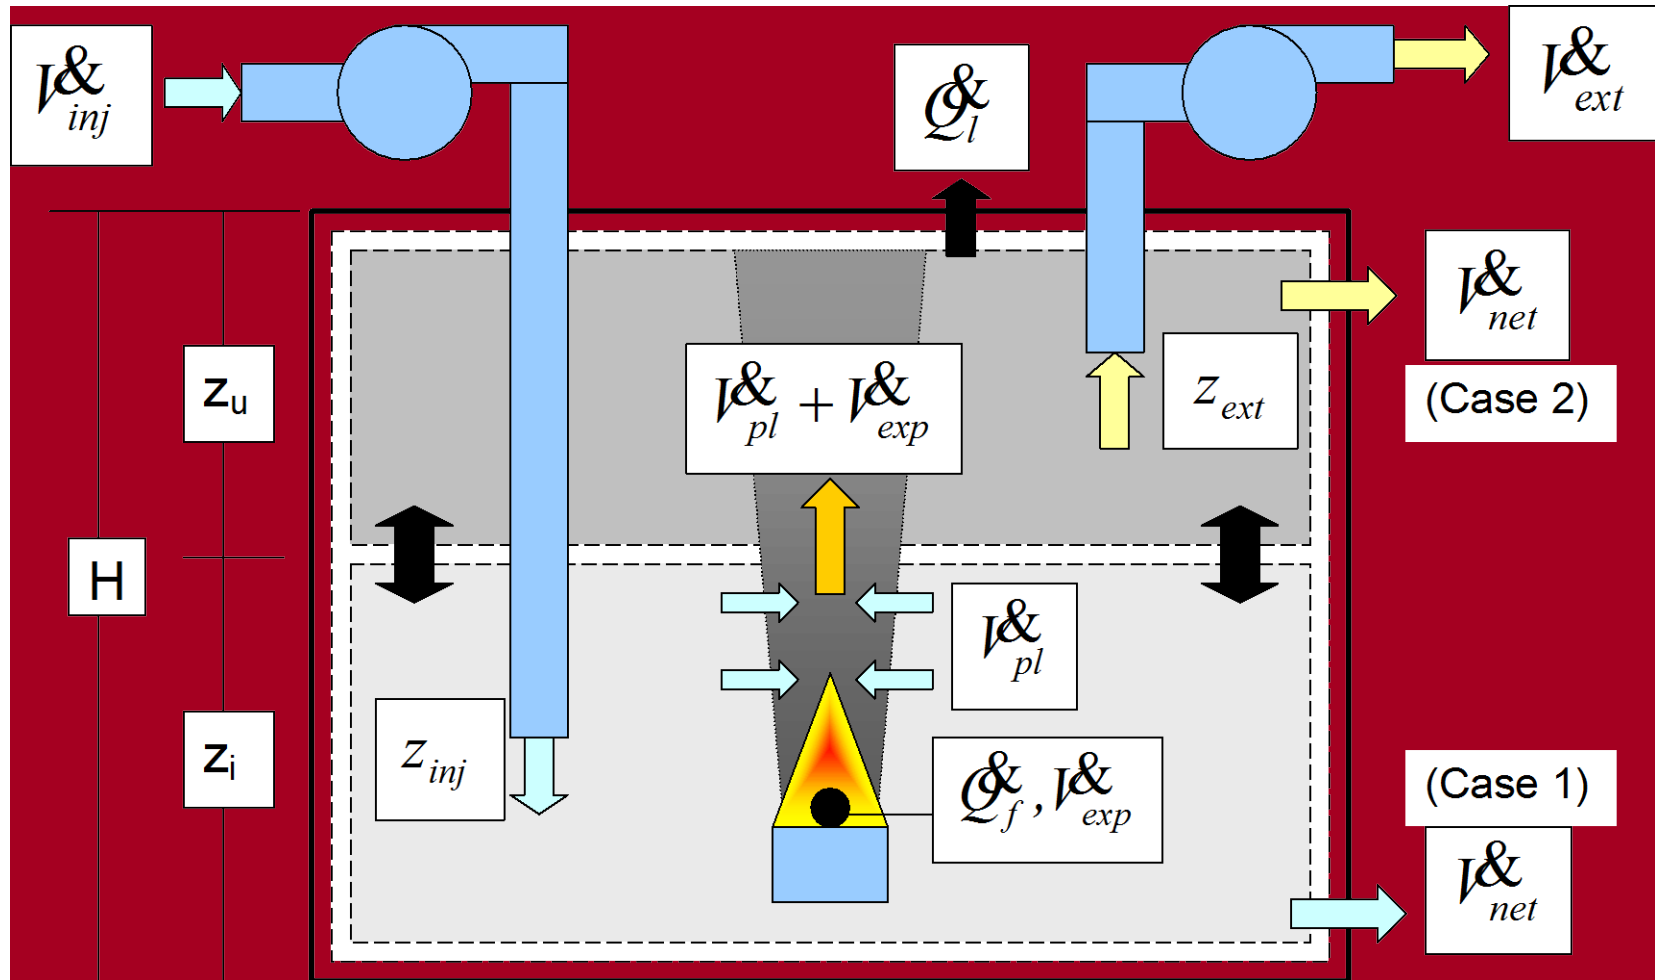 V&inj
Q&l
V&ext
V&net
(Case 2)
zu
V&pl + V&exp
zext
H
V&pl
zi
zinj
Q&f , V&exp
(Case 1)
V&net